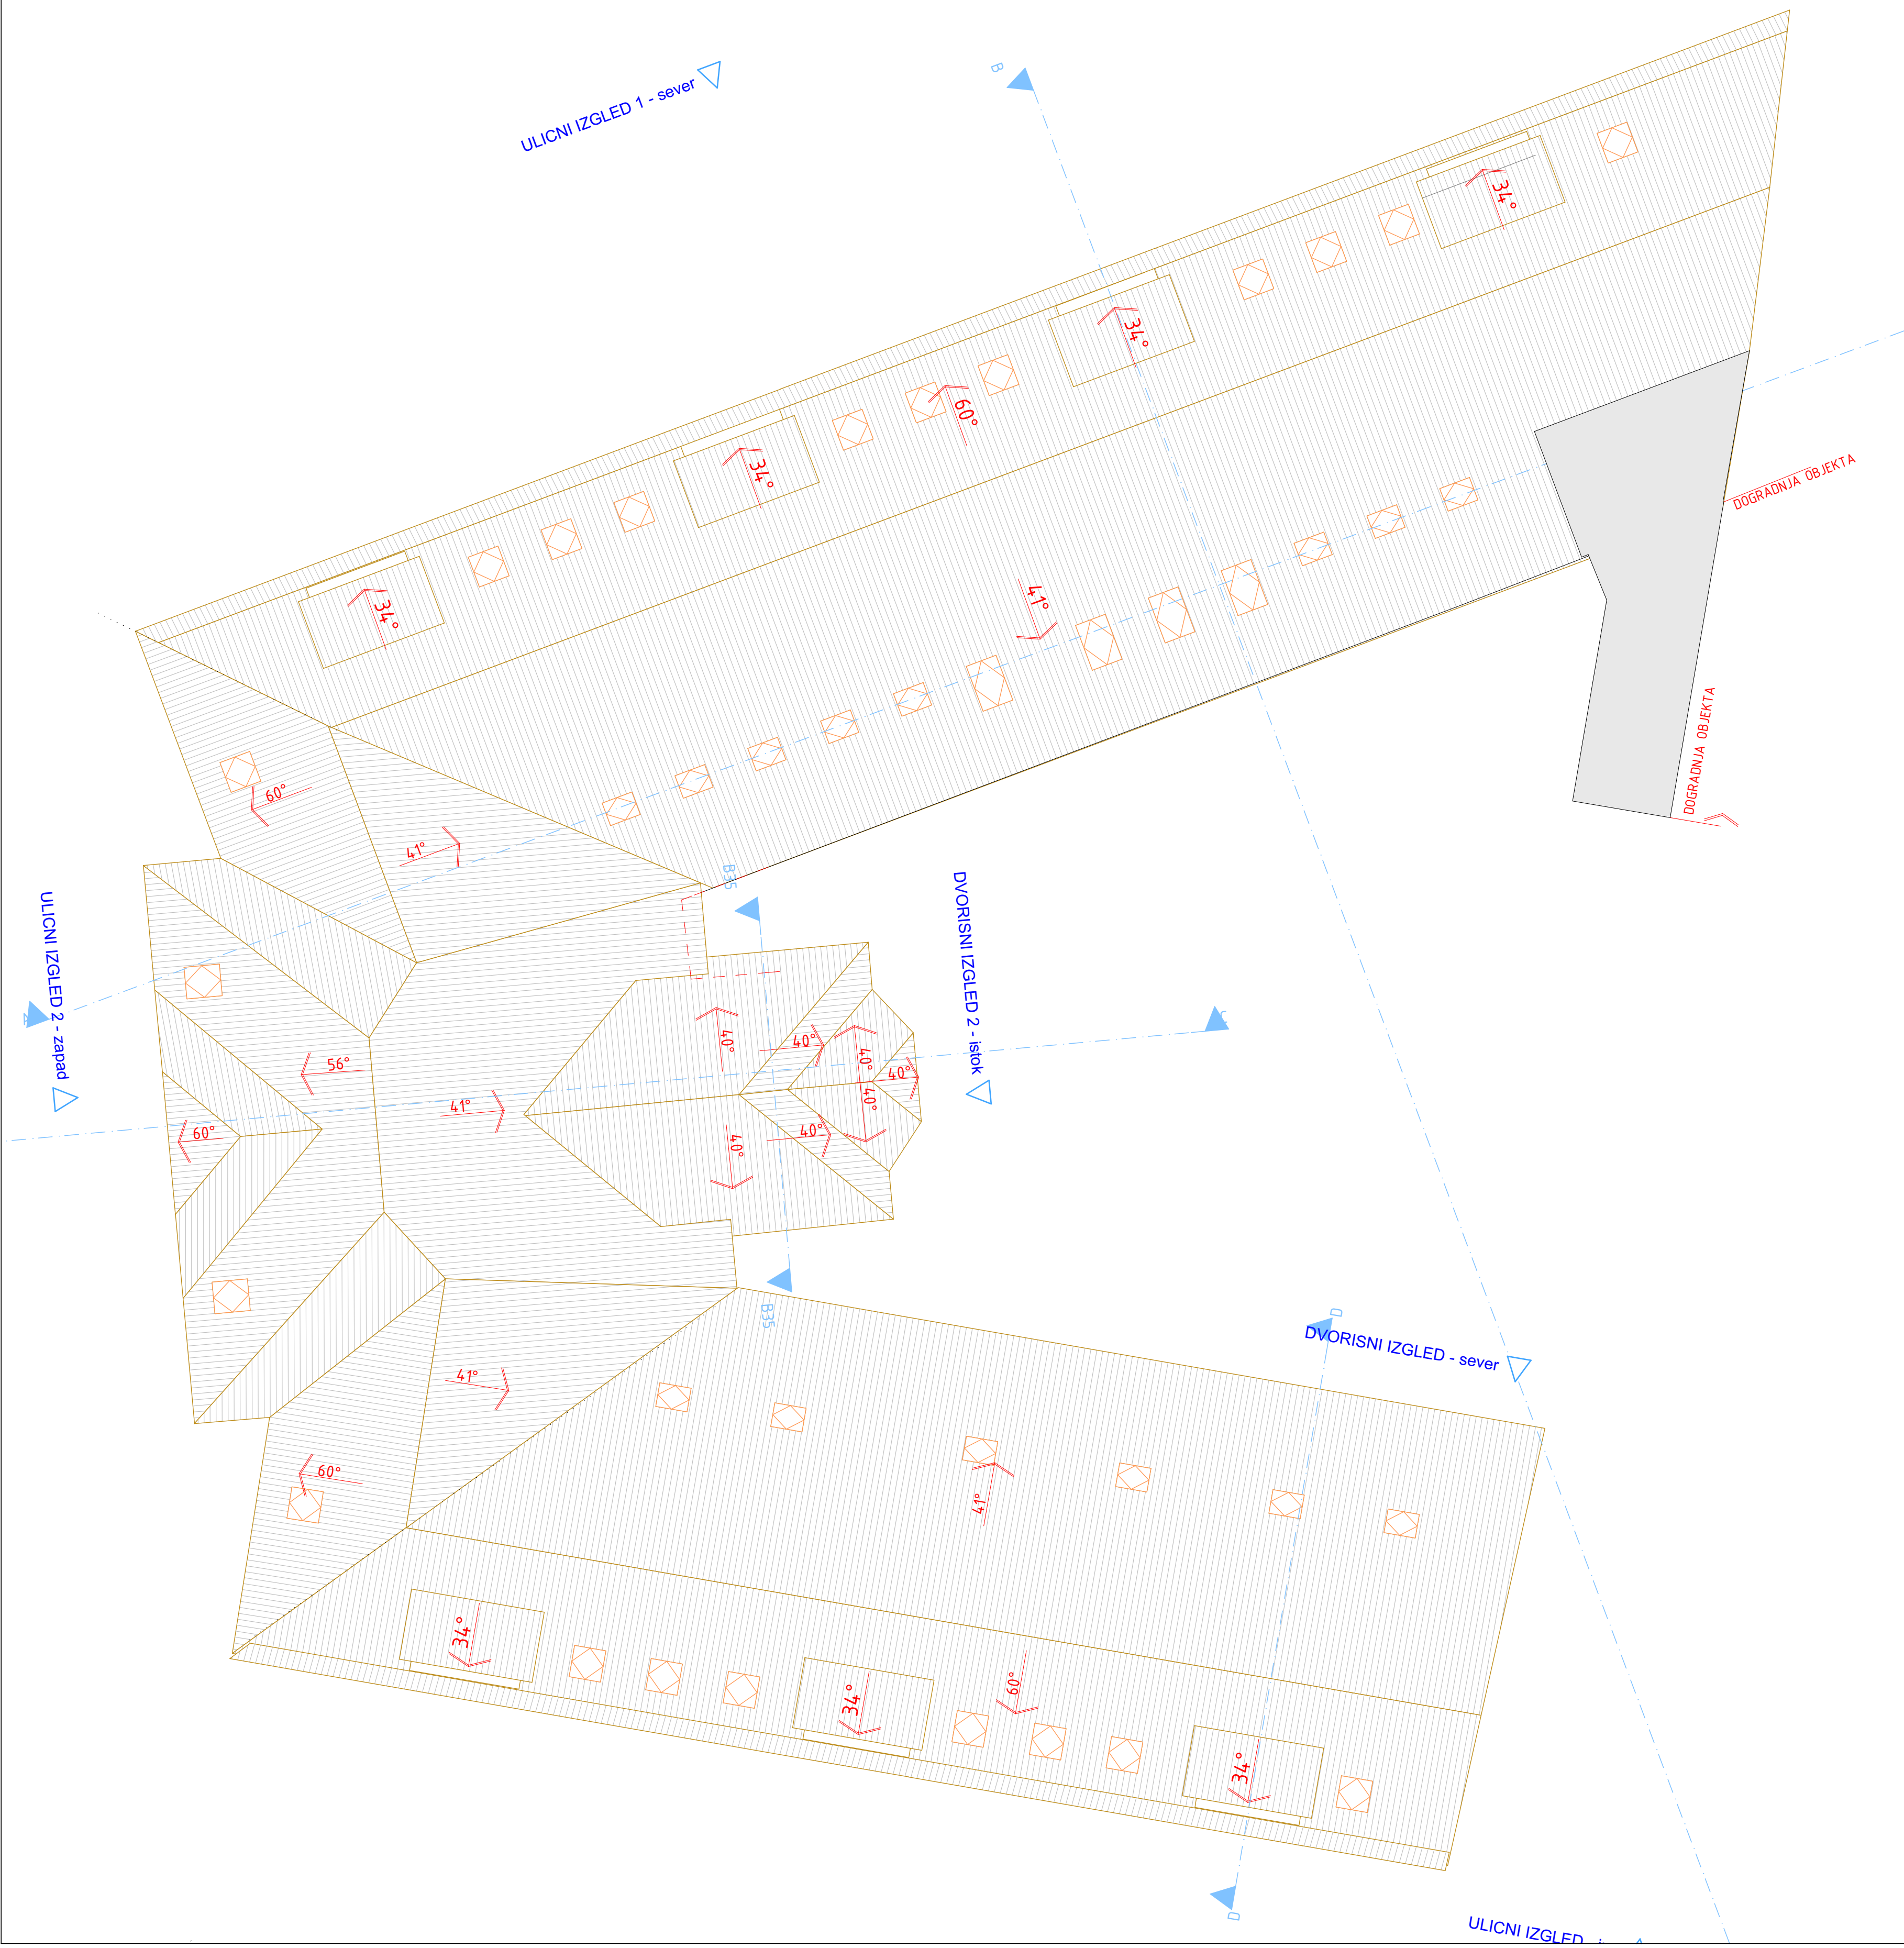 ULICNI IZGLED 1 - sever
B
34°
34°
34°
60°
34°
41°
DOGRADNJA OBJEKTA
DOGRADNJA OBJEKTA
60°
41°
B35
ULICNI IZGLED 2 - zapad
DVORISNI IZGLED 2 - istok
A
56°
41°
60°
40°
40°
40°
40°
40°
40°
40°
B35
D
DVORISNI IZGLED - sever
41°
60°
41°
34°
34°
60°
34°
D
ULICNI IZGLED